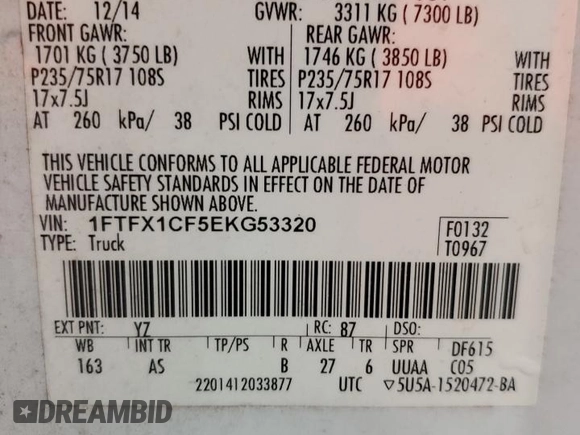 DATE: 12/14 GVWR: 3311 KG ( 7300 LB)
FRONT GAWR: REAR GAWR:
1701 KG ( 3750 LB) WITH 1746 KG ( 3850 LB) WITH
P235/75R17 108S TIRES P235/75R17 108S TIRES
17x7.5J RIMS 17x7.5J RIMS
AT 260 kPa/ 38 PSI COLD AT 260 kPa/ 38 PSI COLD
THIS VEHICLE CONFORMS TO ALL APPLICABLE FEDERAL MOTOR
VEHICLE SAFETY STANDARDS IN EFFECT ON THE DATE OF
MANUFACTURE SHOWN ABOVE.
VIN: 1FTFX1CF5EKG53320 F0132
TYPE: Truck T0967
EXT PNT: YZ RC: 87 DSO:
WB INT TR TP/PS R AXLE TR SPR DF615
163 AS B 27 6 UUAA C05
2201412033877 UTC ▽5U5A-1520472-BA
DREAMBID